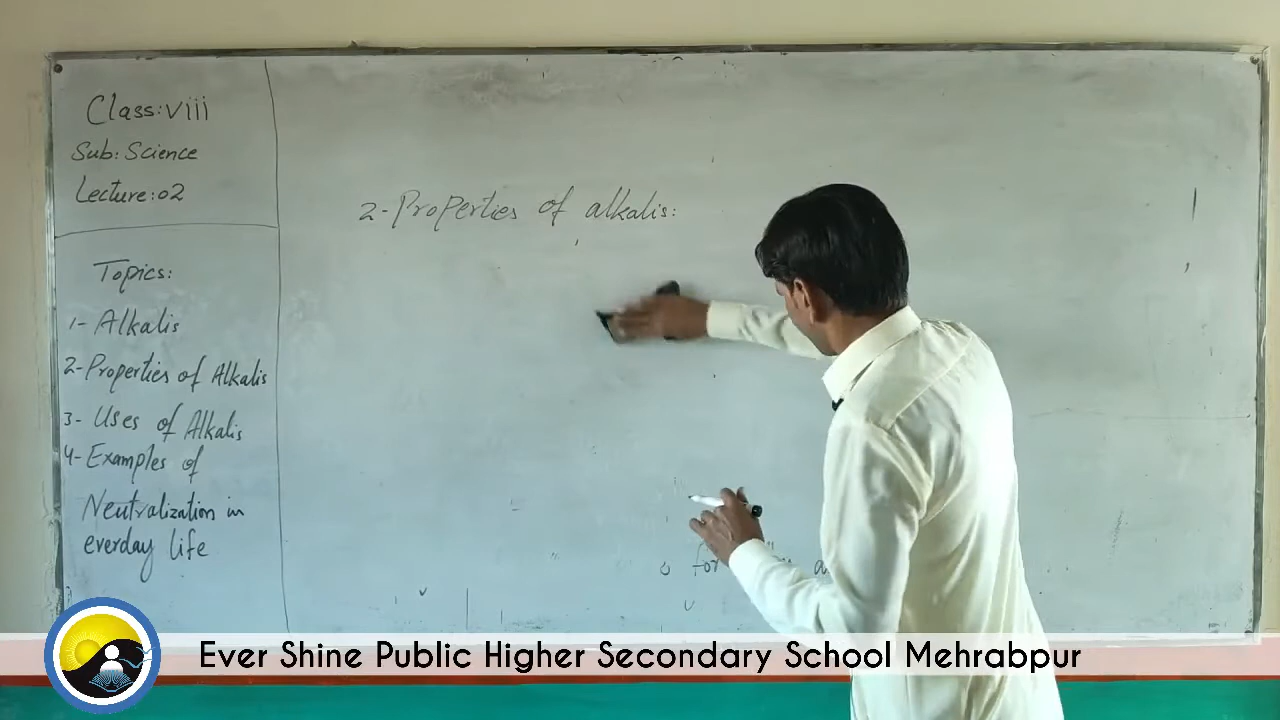 Class: viii
Sub: Science
Lecture: 02
Topics:
1- Alkalis
2- Properties of Alkalis
3- Uses of Alkalis
4- Examples of
Neutralization in
everday life
2- Properties of alkalis:
for
Ever Shine Public Higher Secondary School Mehrabpur